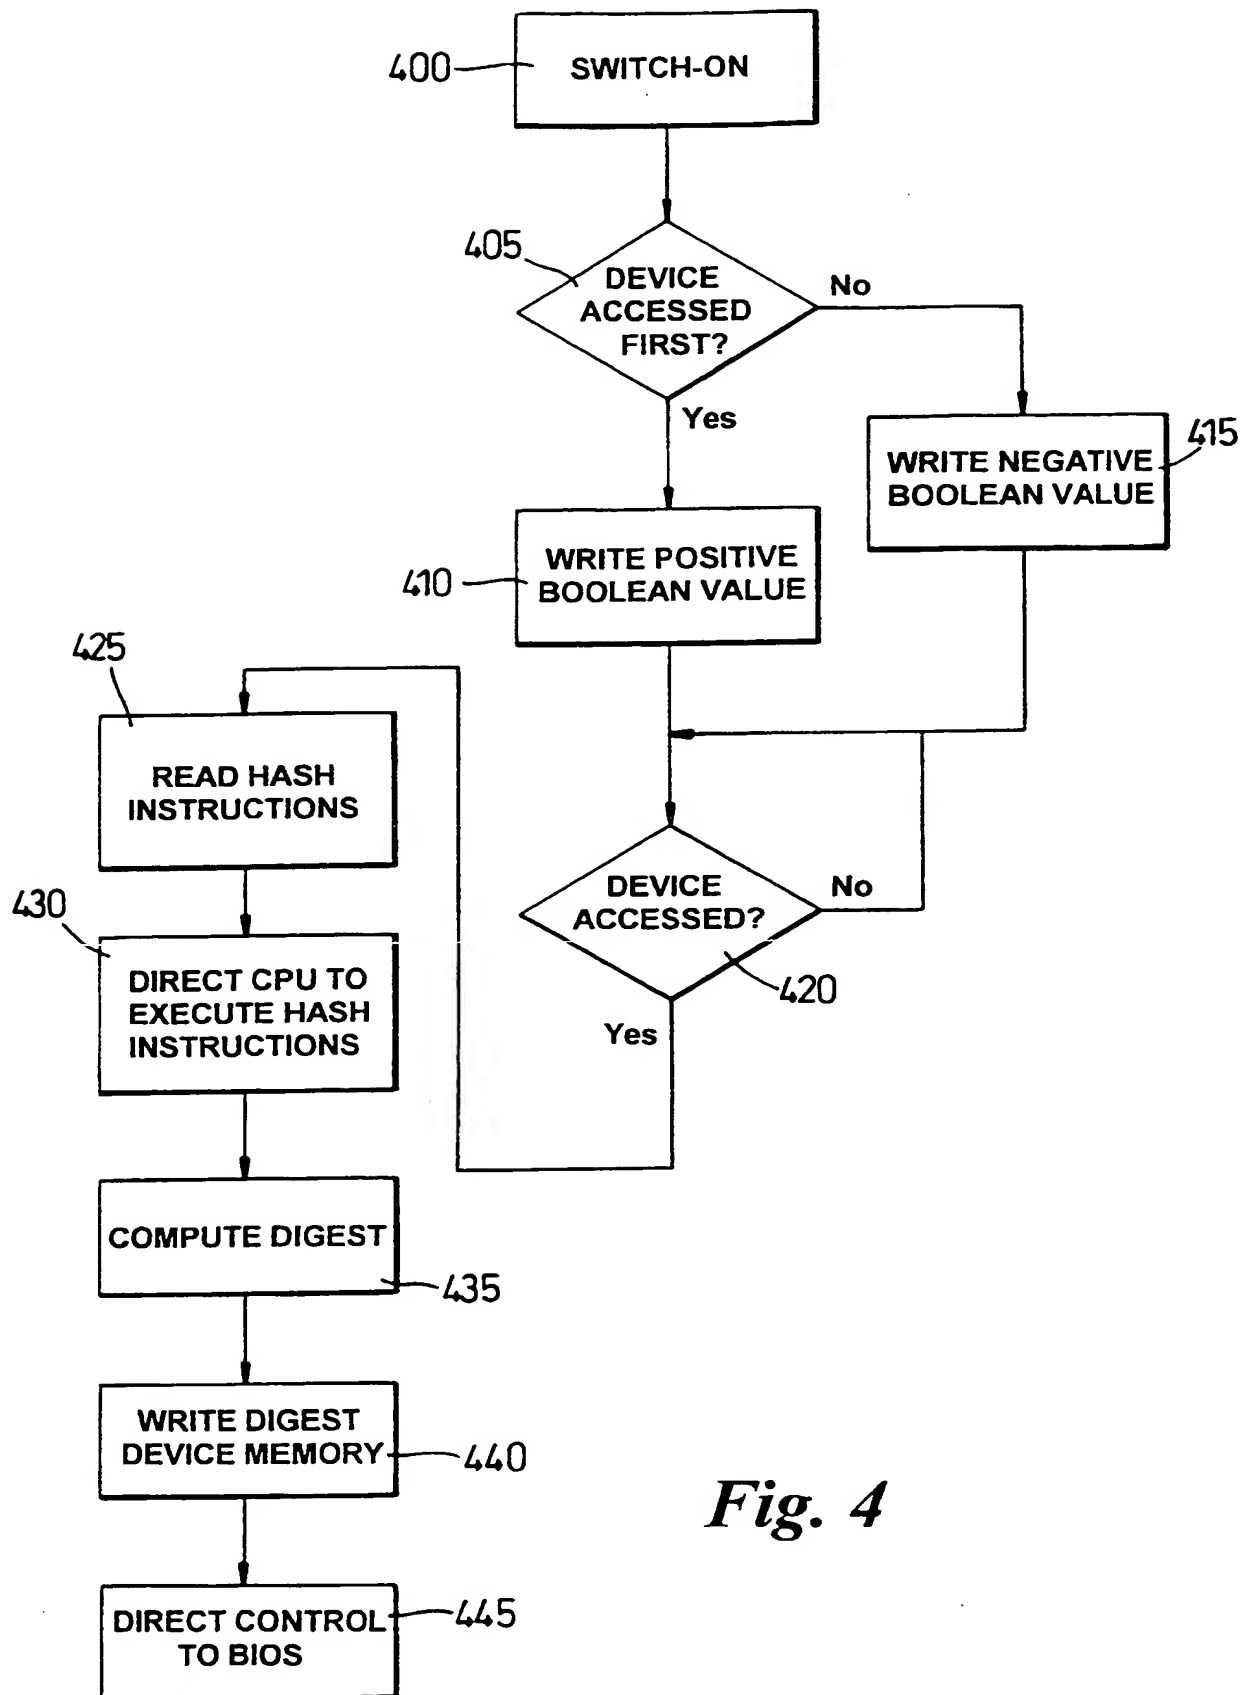 400
SWITCH-ON
405
DEVICE
ACCESSED
FIRST?
No
Yes
WRITE NEGATIVE
BOOLEAN VALUE
415
410
WRITE POSITIVE
BOOLEAN VALUE
425
READ HASH
INSTRUCTIONS
DEVICE
ACCESSED?
No
420
Yes
430
DIRECT CPU TO
EXECUTE HASH
INSTRUCTIONS
COMPUTE DIGEST
435
WRITE DIGEST
DEVICE MEMORY
440
DIRECT CONTROL
TO BIOS
445
Fig. 4